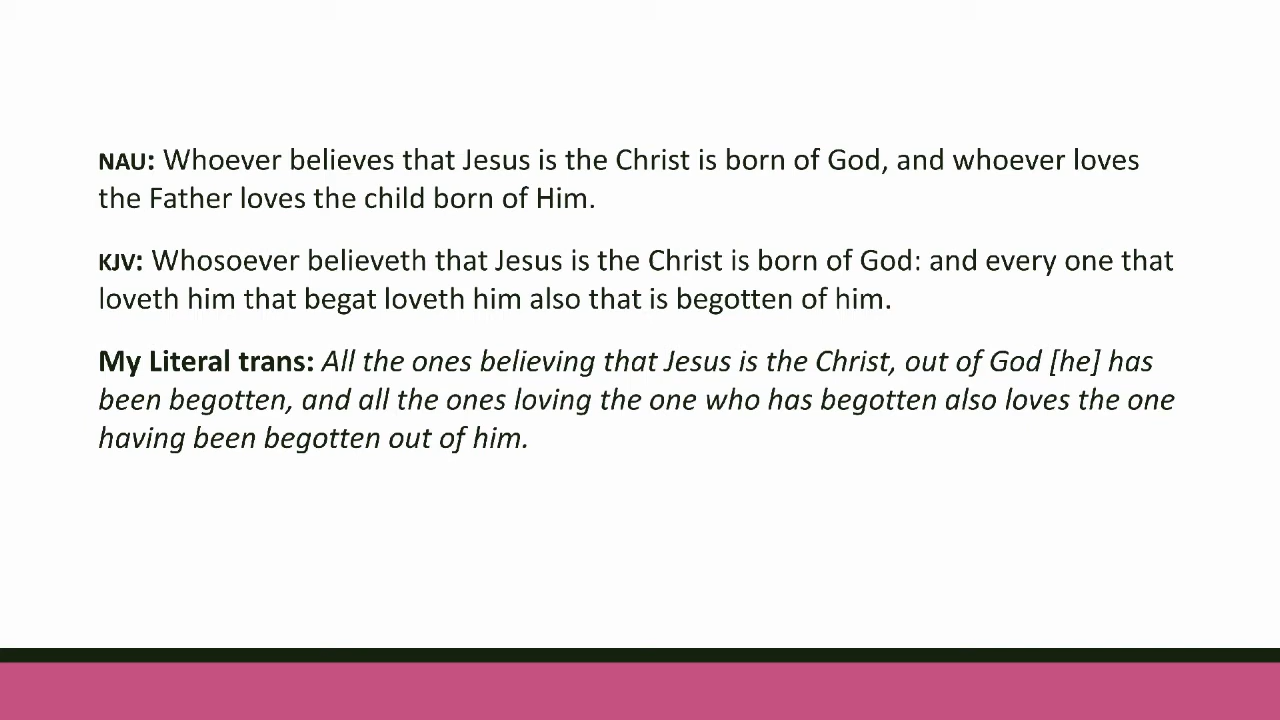 NAU: Whoever believes that Jesus is the Christ is born of God, and whoever loves
the Father loves the child born of Him.
KJV: Whosoever believeth that Jesus is the Christ is born of God: and every one that
loveth him that begat loveth him also that is begotten of him.
My Literal trans: All the ones believing that Jesus is the Christ, out of God [he] has
been begotten, and all the ones loving the one who has begotten also loves the one
having been begotten out of him.